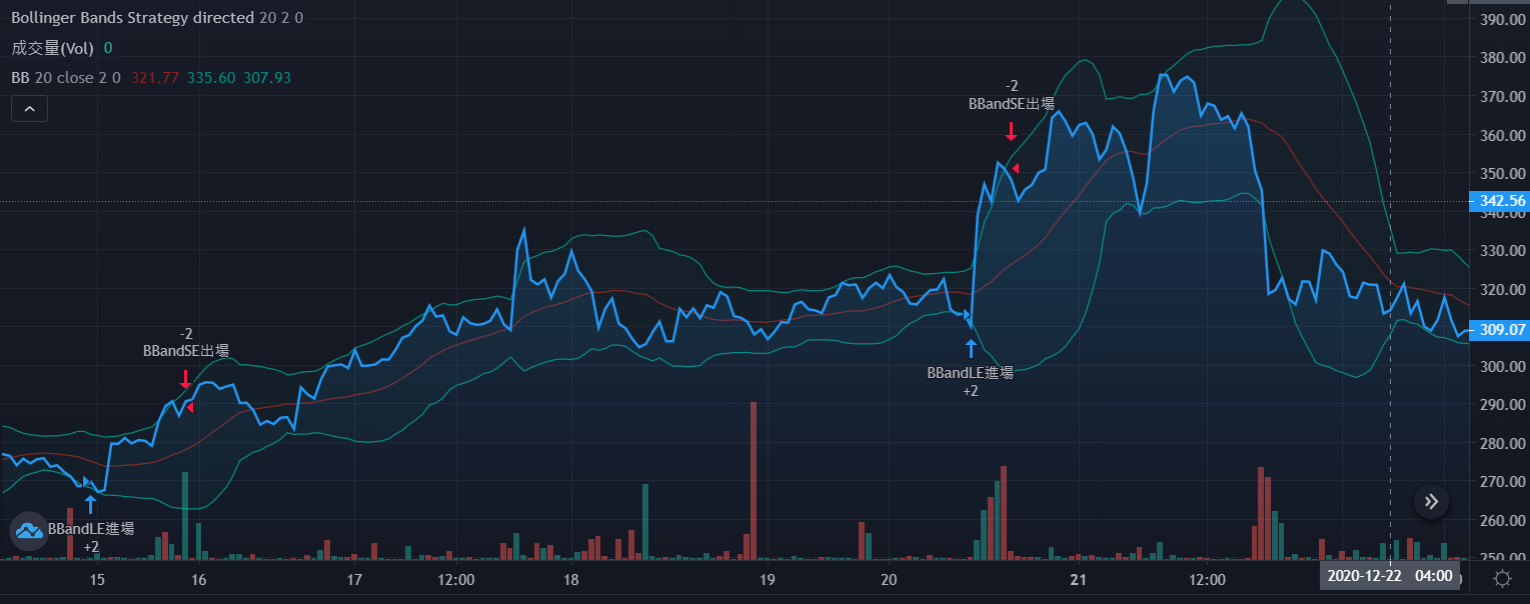 Bollinger Bands Strategy directed 20 2 0
成交量(Vol) 0
BB 20 close 2 0 321.77 335.60 307.93
-2
BBandSE出場
-2
BBandSE出場
BBandLE進場
+2
BBandLE進場
+2
390.00
380.00
370.00
360.00
350.00
342.56
340.00
330.00
320.00
309.07
300.00
290.00
280.00
270.00
260.00
250.00
15 16 17 12:00 18 19 20 21 12:00 2020-12-22 04:00